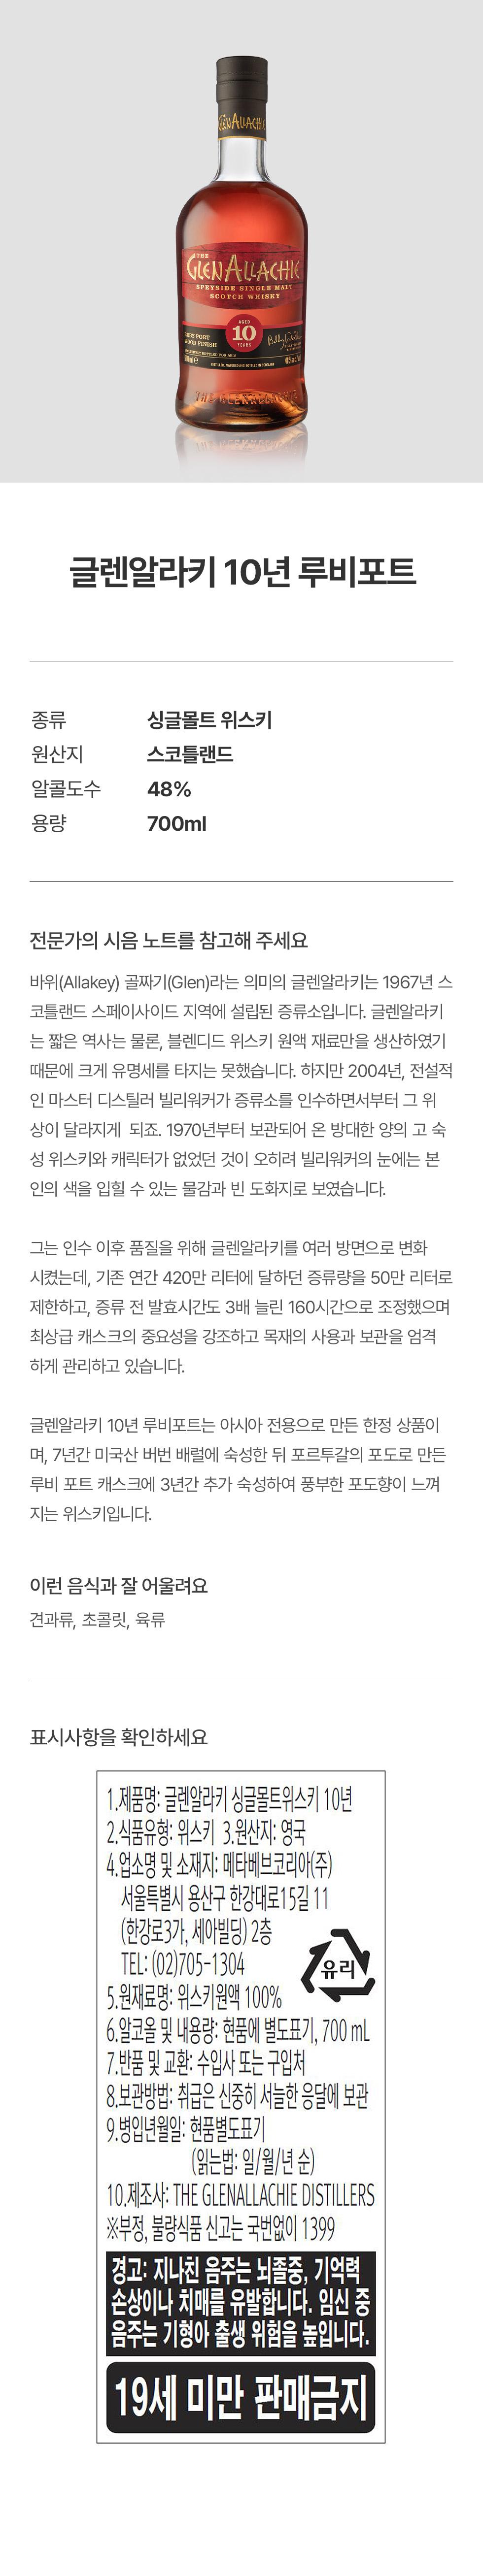 GLENALLACHIE
THE
GLENALLACHIE
SPEYSIDE SINGLE MALT
SCOTCH WHISKY
AGED
10
YEARS
RUBY PORT
WOOD FINISH
THE GLENALLACHIE
글렌알라키 10년 루비포트
종류 싱글몰트 위스키
원산지 스코틀랜드
알콜도수 48%
용량 700ml
전문가의 시음 노트를 참고해 주세요
바위(Allakey) 골짜기(Glen)라는 의미의 글렌알라키는 1967년 스
코틀랜드 스페이사이드 지역에 설립된 증류소입니다. 글렌알라키
는 짧은 역사는 물론, 블렌디드 위스키 원액 재료만을 생산하였기
때문에 크게 유명세를 타지는 못했습니다. 하지만 2004년, 전설적
인 마스터 디스틸러 빌리워커가 증류소를 인수하면서부터 그 위
상이 달라지게 되죠. 1970년부터 보관되어 온 방대한 양의 고 숙
성 위스키와 캐릭터가 없었던 것이 오히려 빌리워커의 눈에는 본
인의 색을 입힐 수 있는 물감과 빈 도화지로 보였습니다.
그는 인수 이후 품질을 위해 글렌알라키를 여러 방면으로 변화
시켰는데, 기존 연간 420만 리터에 달하던 증류량을 50만 리터로
제한하고, 증류 전 발효시간도 3배 늘린 160시간으로 조정했으며
최상급 캐스크의 중요성을 강조하고 목재의 사용과 보관을 엄격
하게 관리하고 있습니다.
글렌알라키 10년 루비포트는 아시아 전용으로 만든 한정 상품이
며, 7년간 미국산 버번 배럴에 숙성한 뒤 포르투갈의 포도로 만든
루비 포트 캐스크에 3년간 추가 숙성하여 풍부한 포도향이 느껴
지는 위스키입니다.
이런 음식과 잘 어울려요
견과류, 초콜릿, 육류
표시사항을 확인하세요
1.제품명: 글렌알라키 싱글몰트위스키 10년
2.식품유형: 위스키 3.원산지: 영국
4.업소명 및 소재지: 메타베브코리아(주)
서울특별시 용산구 한강대로15길 11
(한강로3가, 세아빌딩) 2층
TEL: (02)705-1304
유리
5.원재료명: 위스키원액 100%
6.알코올 및 내용량: 현품에 별도표기, 700 mL
7.반품 및 교환: 수입사 또는 구입처
8.보관방법: 취급은 신중히 서늘한 응달에 보관
9.병입년월일: 현품별도표기
(읽는법: 일/월/년 순)
10.제조사: THE GLENALLACHIE DISTILLERS
※부정, 불량식품 신고는 국번없이 1399
경고: 지나친 음주는 뇌졸중, 기억력
손상이나 치매를 유발합니다. 임신 중
음주는 기형아 출생 위험을 높입니다.
19세 미만 판매금지